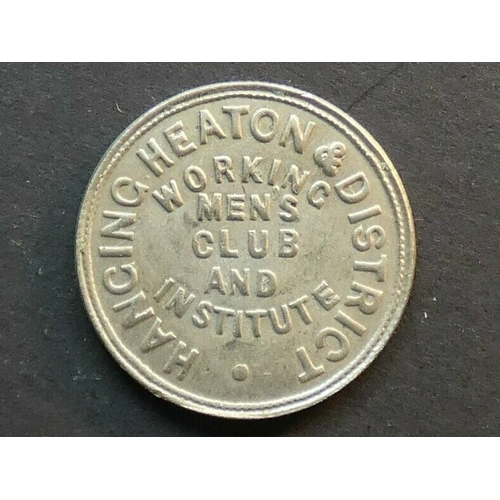 HANGING HEATON & DISTRICT
WORKING
MEN'S
CLUB
AND
INSTITUTE